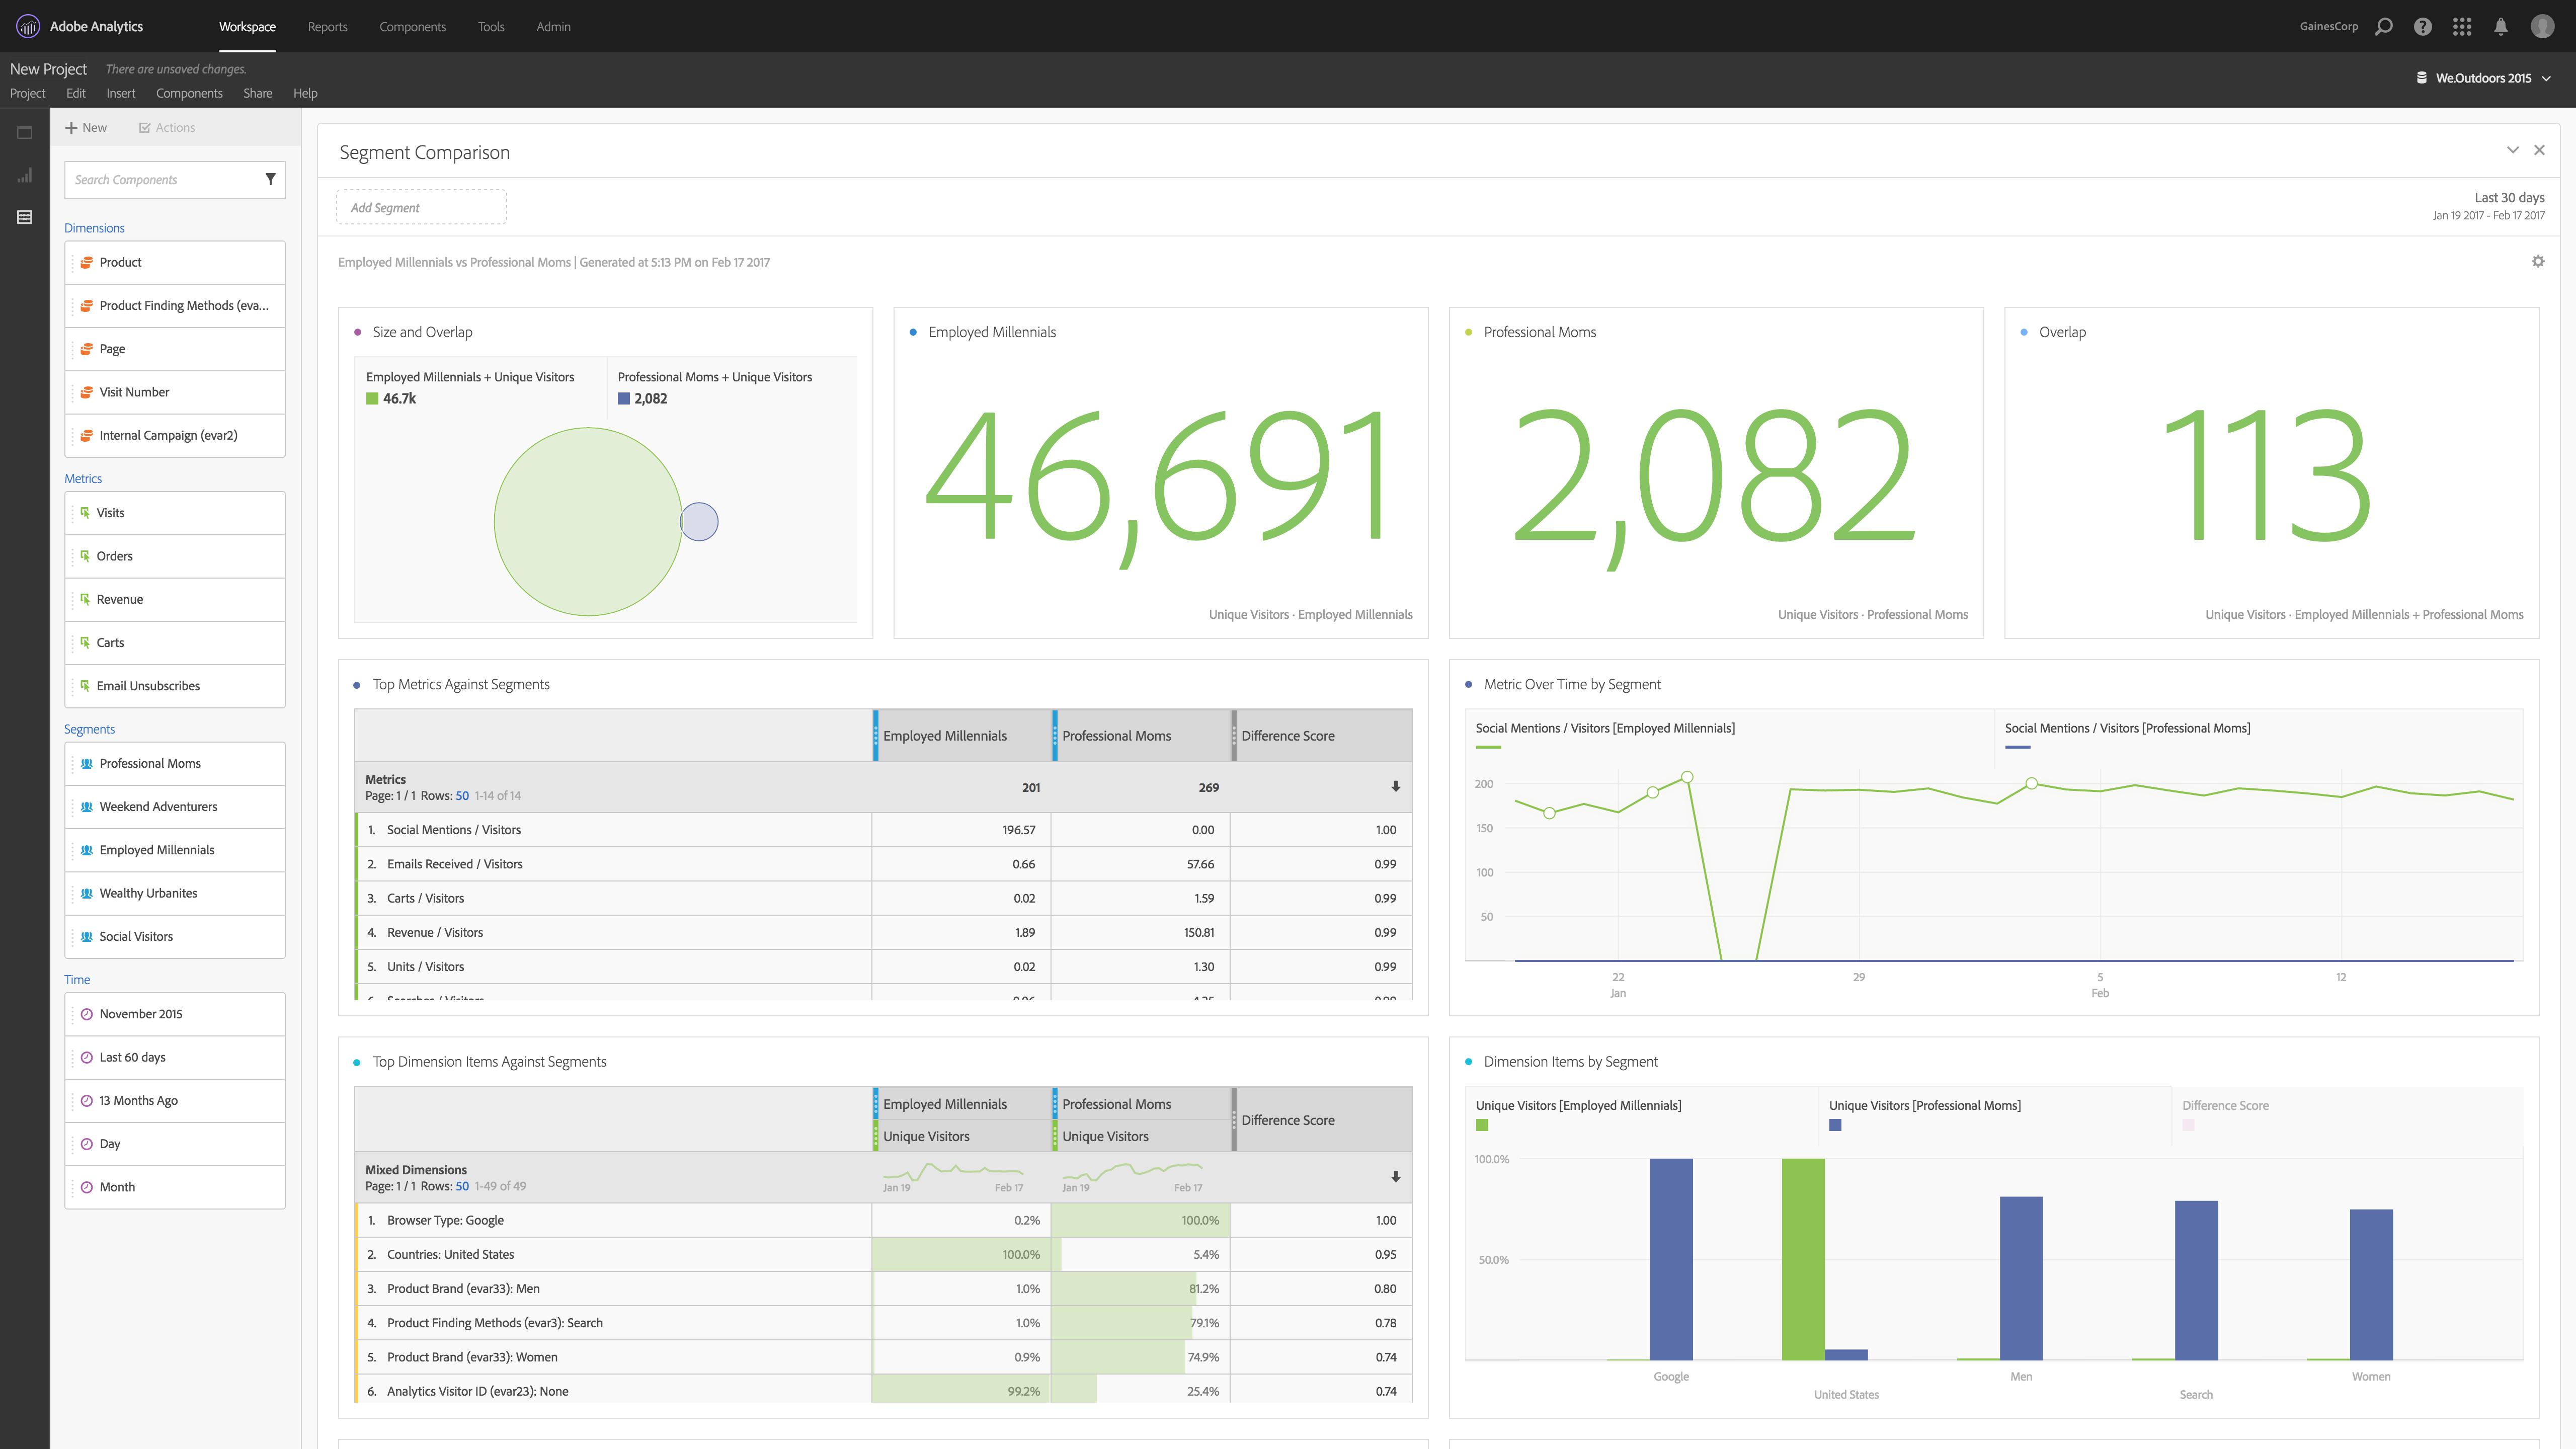 Adobe Analytics
Workspace Reports Components Tools Admin
GainesCorp
New Project There are unsaved changes.
Project Edit Insert Components Share Help
We.Outdoors 2015
New Actions
Search Components
Dimensions
Product
Product Finding Methods (eva...
Page
Visit Number
Internal Campaign (evar2)
Metrics
Visits
Orders
Revenue
Carts
Email Unsubscribes
Segments
Professional Moms
Weekend Adventurers
Employed Millennials
Wealthy Urbanites
Social Visitors
Time
November 2015
Last 60 days
13 Months Ago
Day
Month
Segment Comparison
Add Segment
Last 30 days
Jan 19 2017 - Feb 17 2017
Employed Millennials vs Professional Moms | Generated at 5:13 PM on Feb 17 2017
Size and Overlap
Employed Millennials + Unique Visitors
46.7k
Professional Moms + Unique Visitors
2,082
Employed Millennials
46,691
Unique Visitors · Employed Millennials
Professional Moms
2,082
Unique Visitors · Professional Moms
Overlap
113
Unique Visitors · Employed Millennials + Professional Moms
Top Metrics Against Segments
Employed Millennials Professional Moms Difference Score
Metrics
Page: 1 / 1 Rows: 50 1-14 of 14
201 269
1. Social Mentions / Visitors 196.57 0.00 1.00
2. Emails Received / Visitors 0.66 57.66 0.99
3. Carts / Visitors 0.02 1.59 0.99
4. Revenue / Visitors 1.89 150.81 0.99
5. Units / Visitors 0.02 1.30 0.99
Metric Over Time by Segment
Social Mentions / Visitors [Employed Millennials]
Social Mentions / Visitors [Professional Moms]
200
150
100
50
22 29 5 12
Jan Feb
Top Dimension Items Against Segments
Employed Millennials Professional Moms Difference Score
Unique Visitors Unique Visitors
Mixed Dimensions
Page: 1 / 1 Rows: 50 1-49 of 49
Jan 19 Feb 17 Jan 19 Feb 17
1. Browser Type: Google 0.2% 100.0% 1.00
2. Countries: United States 100.0% 5.4% 0.95
3. Product Brand (evar33): Men 1.0% 81.2% 0.80
4. Product Finding Methods (evar3): Search 1.0% 79.1% 0.78
5. Product Brand (evar33): Women 0.9% 74.9% 0.74
6. Analytics Visitor ID (evar23): None 99.2% 25.4% 0.74
Dimension Items by Segment
Unique Visitors [Employed Millennials]
Unique Visitors [Professional Moms]
Difference Score
100.0%
50.0%
Google
United States
Men
Search
Women